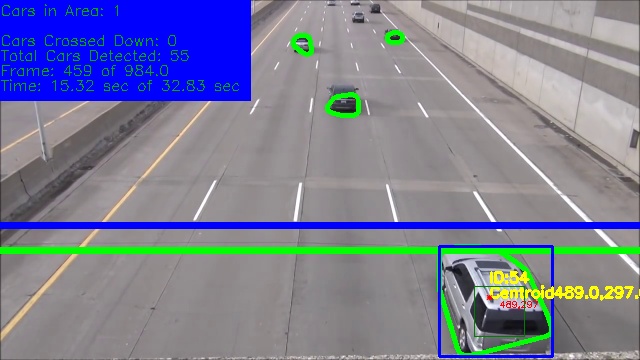 Cars in Area: 1
Cars Crossed Down: 0
Total Cars Detected: 55
Frame: 459 of 984.0
Time: 15.32 sec of 32.83 sec
ID:54
Centroid489.0,297.
489,297